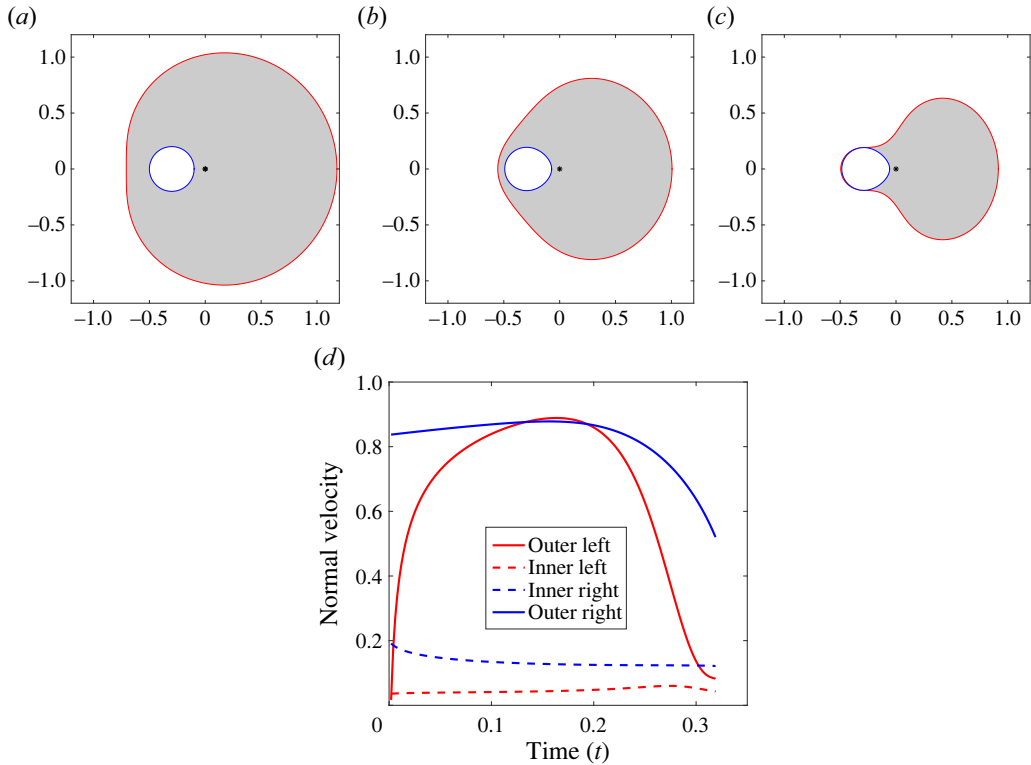 (a) (b) (c)
1.0 1.0 1.0
0.5 0.5 0.5
0 0 0
–0.5 –0.5 –0.5
–1.0 –1.0 –1.0
–1.0 –0.5 0 0.5 1.0 –1.0 –0.5 0 0.5 1.0 –1.0 –0.5 0 0.5 1.0
(d)
1.0
0.8
0.6
0.4
0.2
Normal velocity
Outer left
Inner left
Inner right
Outer right
0 0.1 0.2 0.3
Time (t)